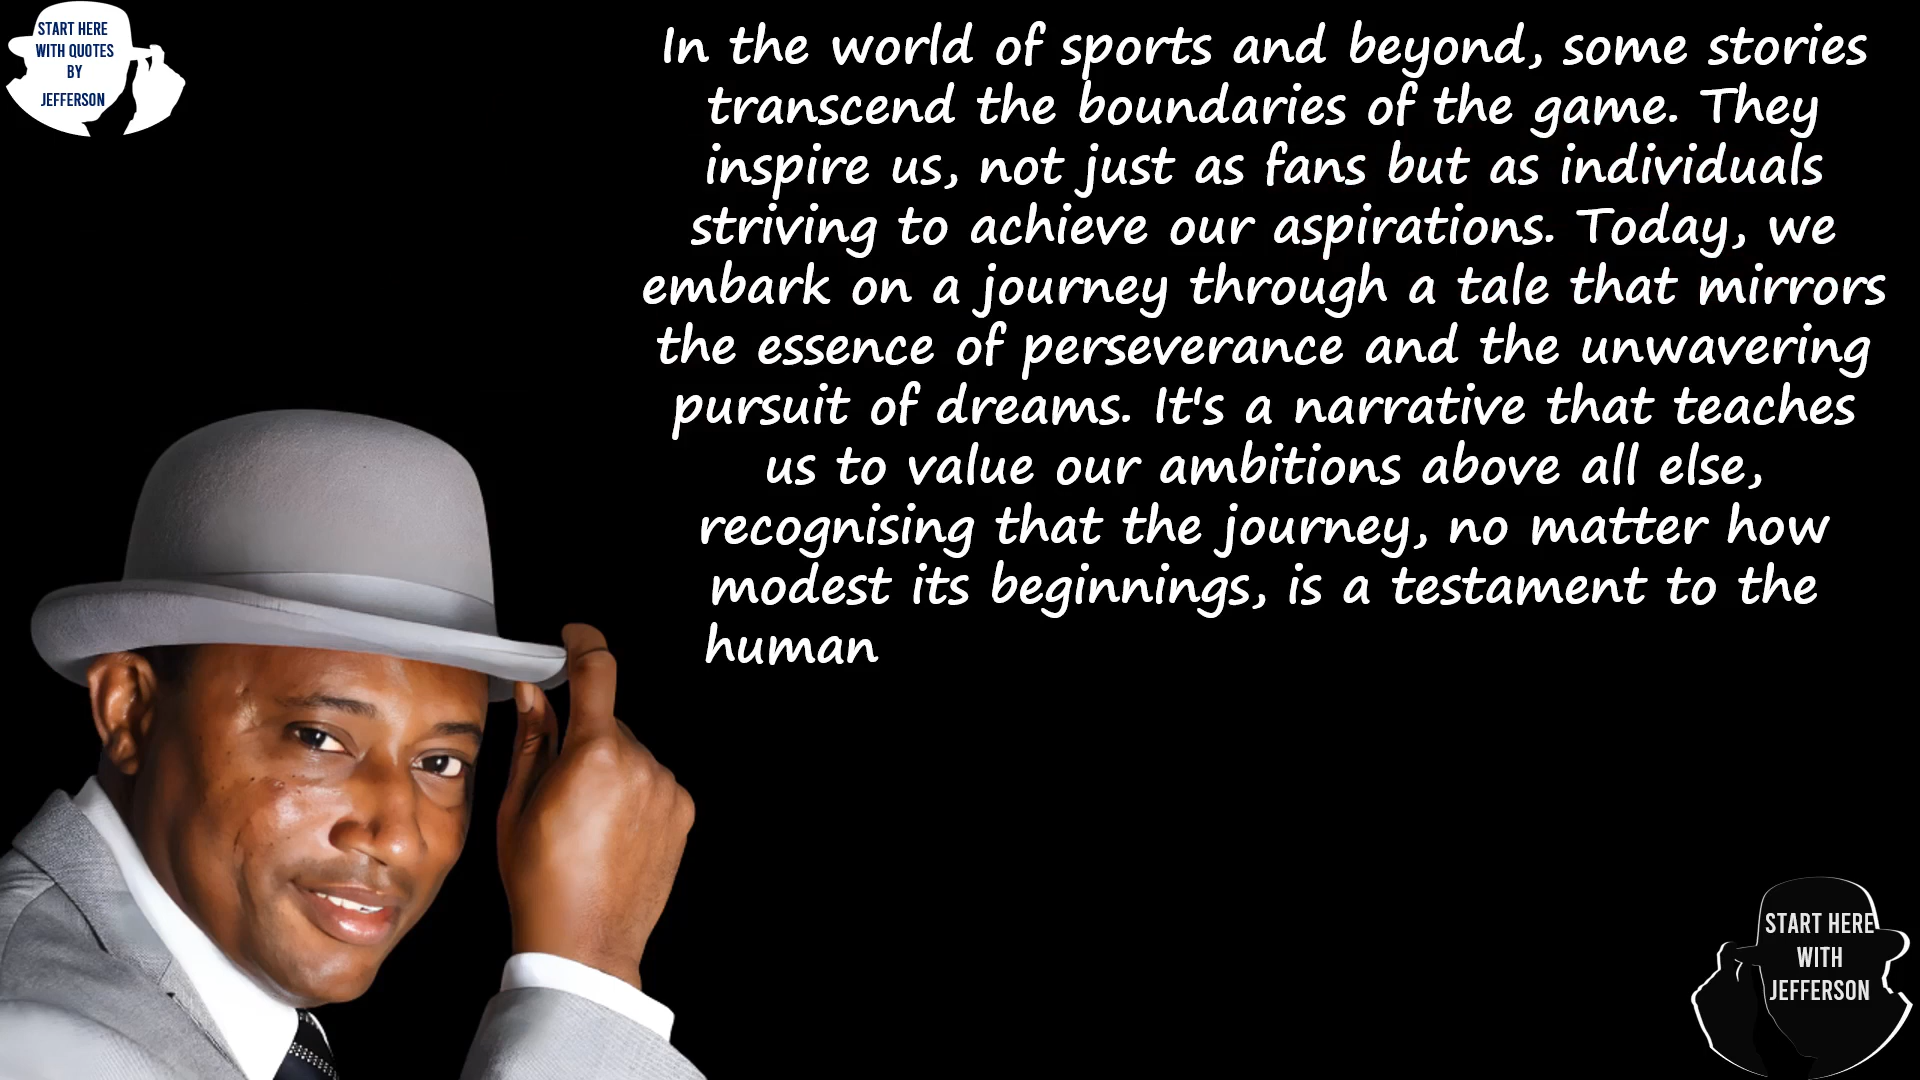 START HERE
WITH QUOTES
BY
JEFFERSON
In the world of sports and beyond, some stories
transcend the boundaries of the game. They
inspire us, not just as fans but as individuals
striving to achieve our aspirations. Today, we
embark on a journey through a tale that mirrors
the essence of perseverance and the unwavering
pursuit of dreams. It's a narrative that teaches
us to value our ambitions above all else,
recognising that the journey, no matter how
modest its beginnings, is a testament to the
human
START HERE
WITH
JEFFERSON